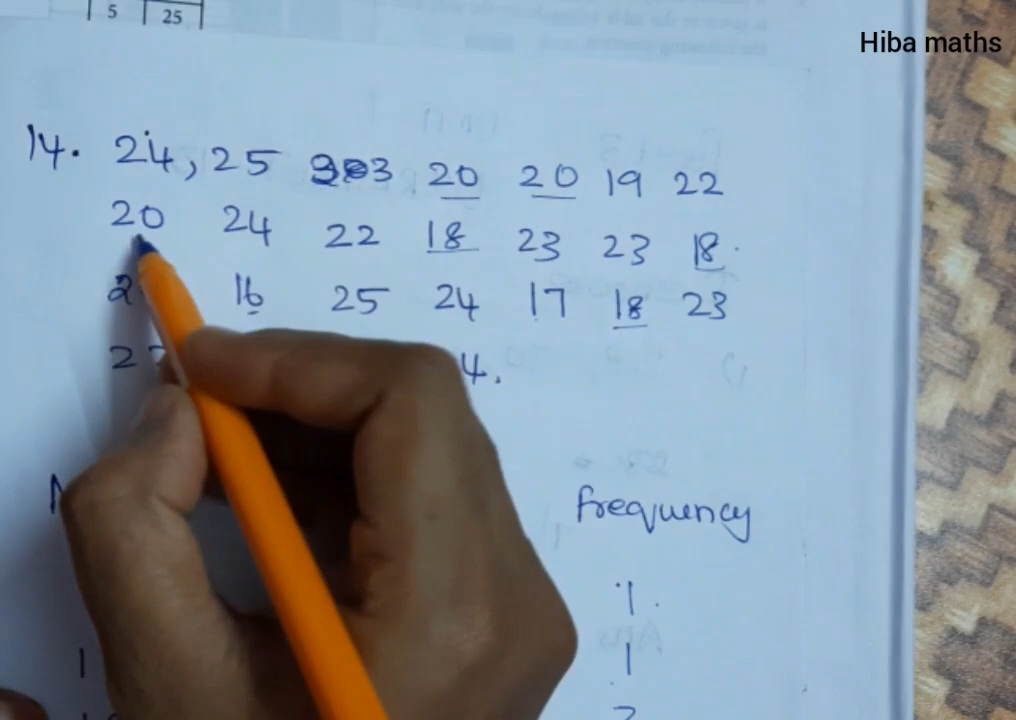 5 25
Hiba maths
14. 24, 25 3 20 20 19 22
20 24 22 18 23 23 18
16 25 24 17 18 23
4.
frequency
1
1